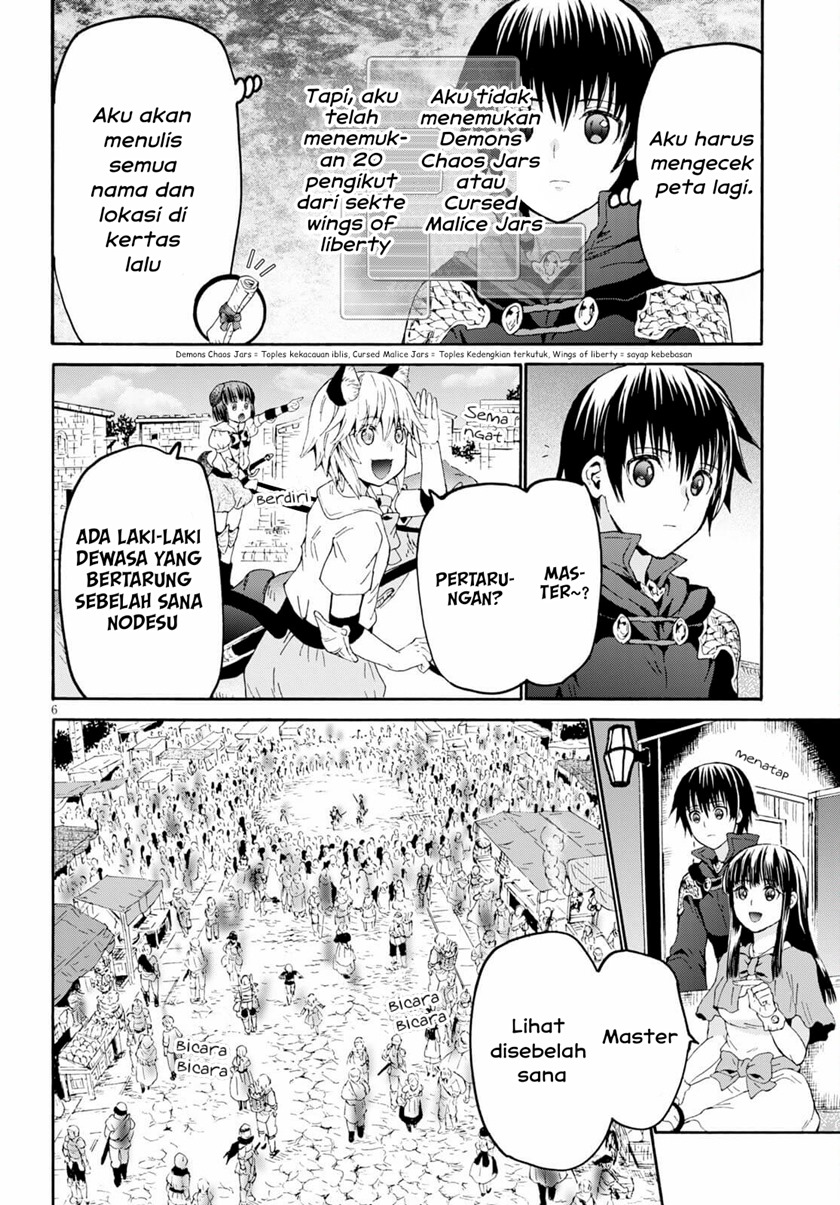 Aku harus
mengecek
peta lagi.
Aku tidak
menemukan
Demons
Chaos Jars
atau
Cursed
Malice Jars
Tapi, aku
telah
menemuk-
an 20
pengikut
dari sekte
wings of
liberty
Aku akan
menulis
semua
nama dan
lokasi di
kertas
lalu
Demons Chaos Jars = Toples kekacauan iblis, Cursed Malice Jars = Toples Kedengkian terkutuk, Wings of liberty = sayap kebebasan
MAS-
TER~?
PERTARU-
NGAN?
Sema
ngat
Berdiri
ADA LAKI-LAKI
DEWASA YANG
BERTARUNG
SEBELAH SANA
NODESU
6
menatap
Master
Lihat
disebelah
sana
Bicara
Bicara
Bicara
Bicara